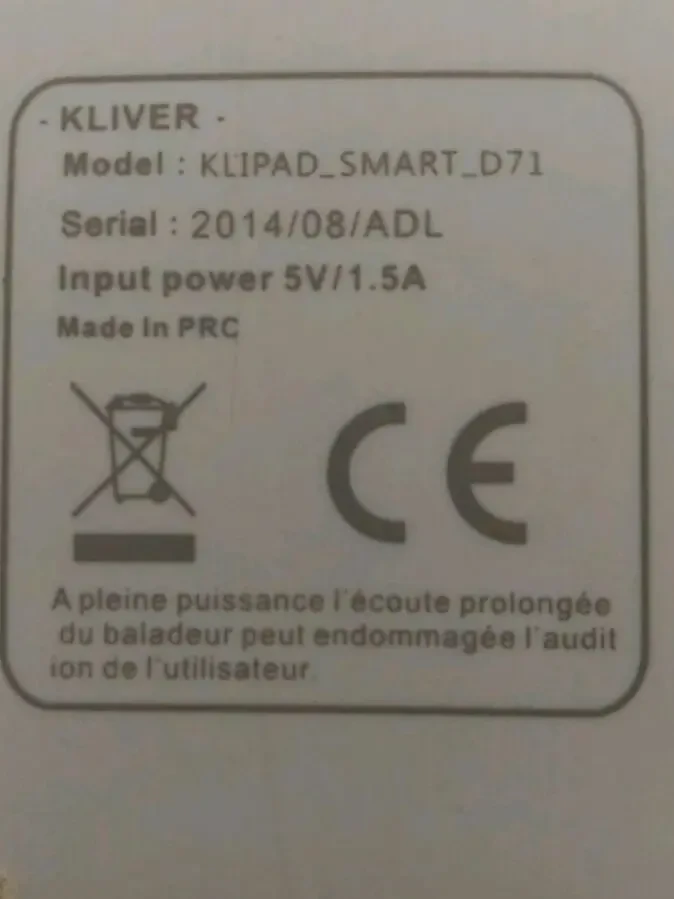 - KLIVER -
Model : KLIPAD_SMART_D71
Serial : 2014/08/ADL
Input power 5V/1.5A
Made In PRC
CE
A pleine puissance l'écoute prolongée
du baladeur peut endommagée l'audit
ion de l'utilisateur.